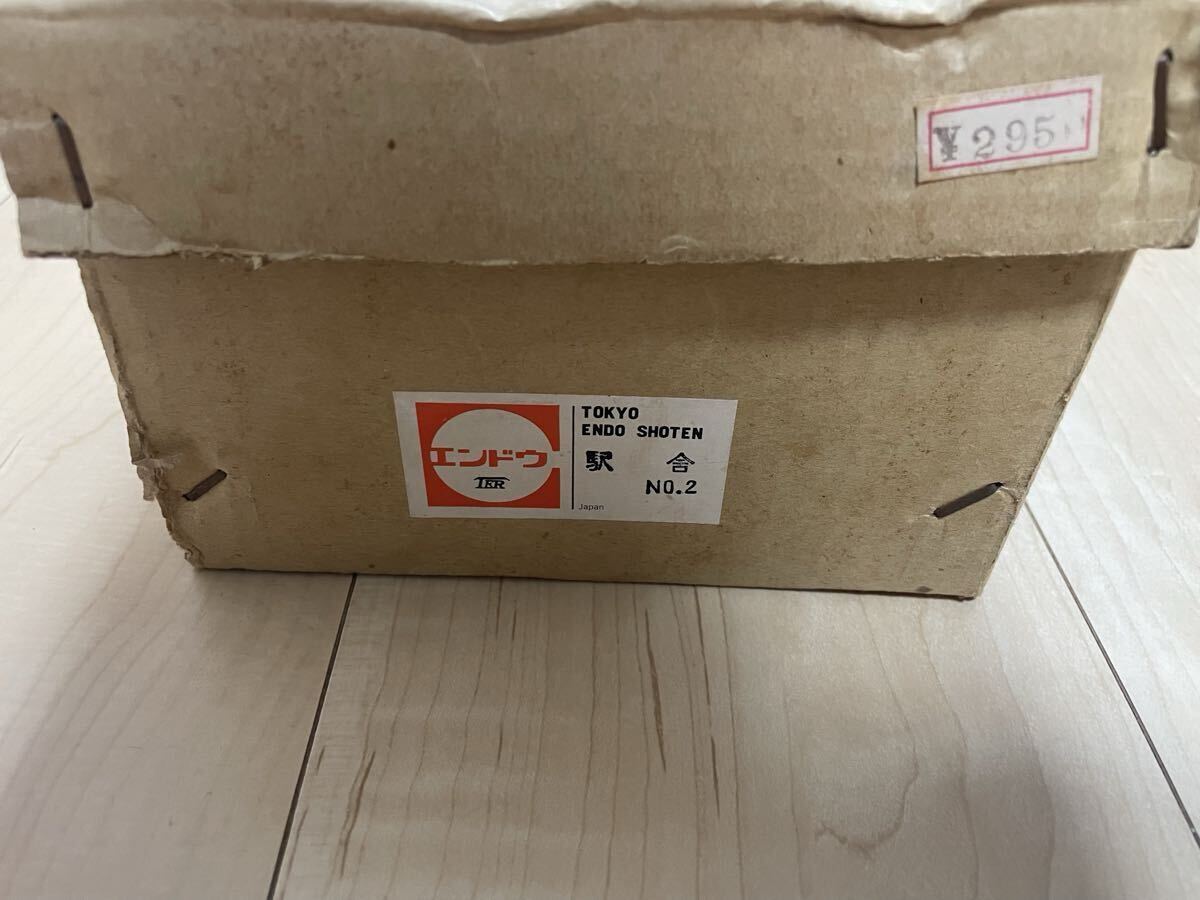 ¥295
エンドウ
TER
TOKYO
ENDO SHOTEN
駅 舎
NO.2
Japan